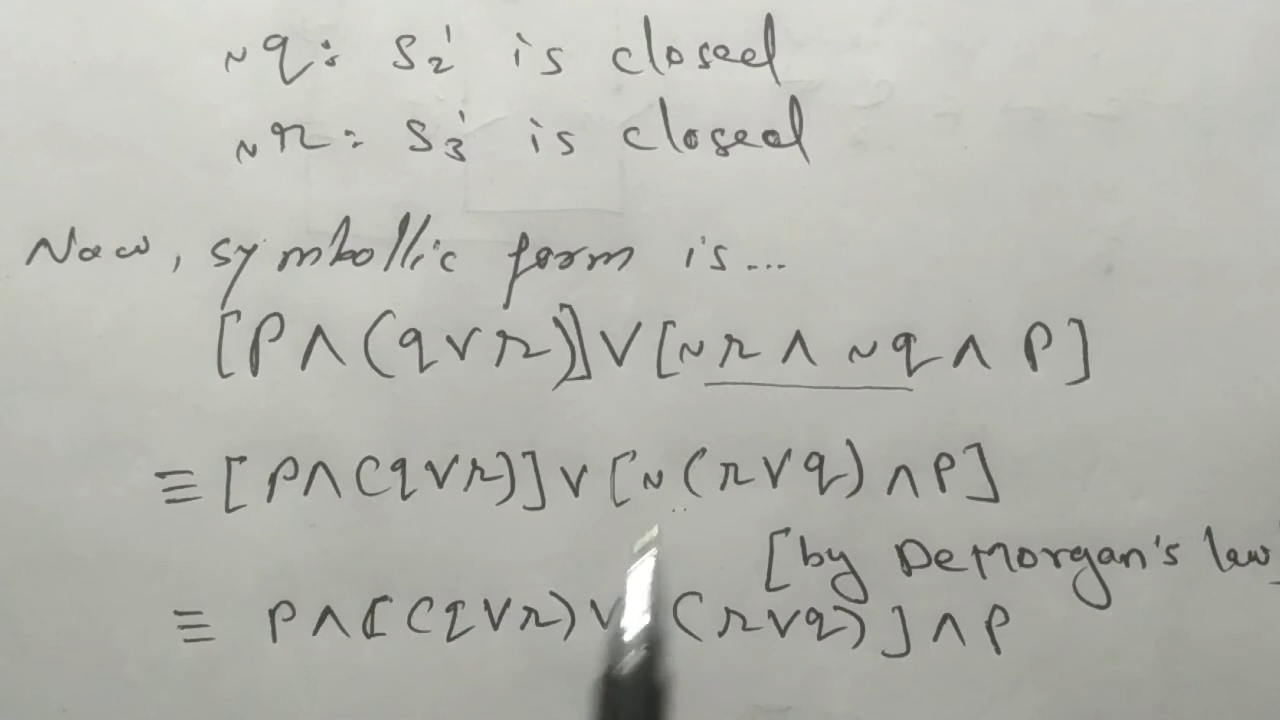 ~q: S₂' is closed
~r: S₃' is closed
Now, symbollic form is...
[P∧(q∨r)]∨[~r∧~q∧P]
≡[P∧(q∨r)]∨[~(r∨q)∧P]
[by DeMorgan's law
≡ P∧[(q∨r)∨ (r∨q)]∧P